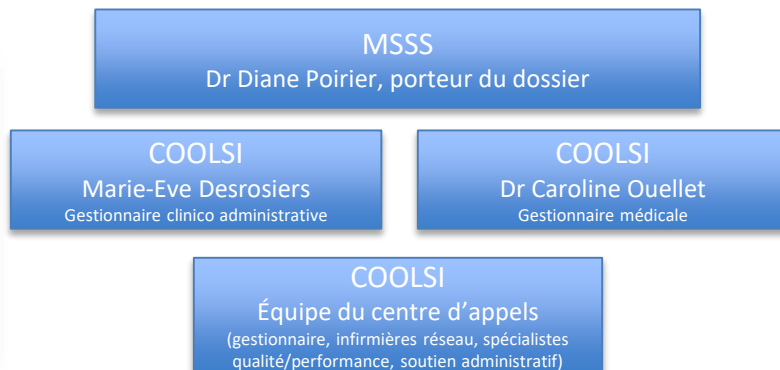 MSSS
Dr Diane Poirier, porteur du dossier
COOLSI
Marie-Eve Desrosiers
Gestionnaire clinico administrative
COOLSI
Dr Caroline Ouellet
Gestionnaire médicale
COOLSI
Équipe du centre d’appels
(gestionnaire, infirmières réseau, spécialistes
qualité/performance, soutien administratif)